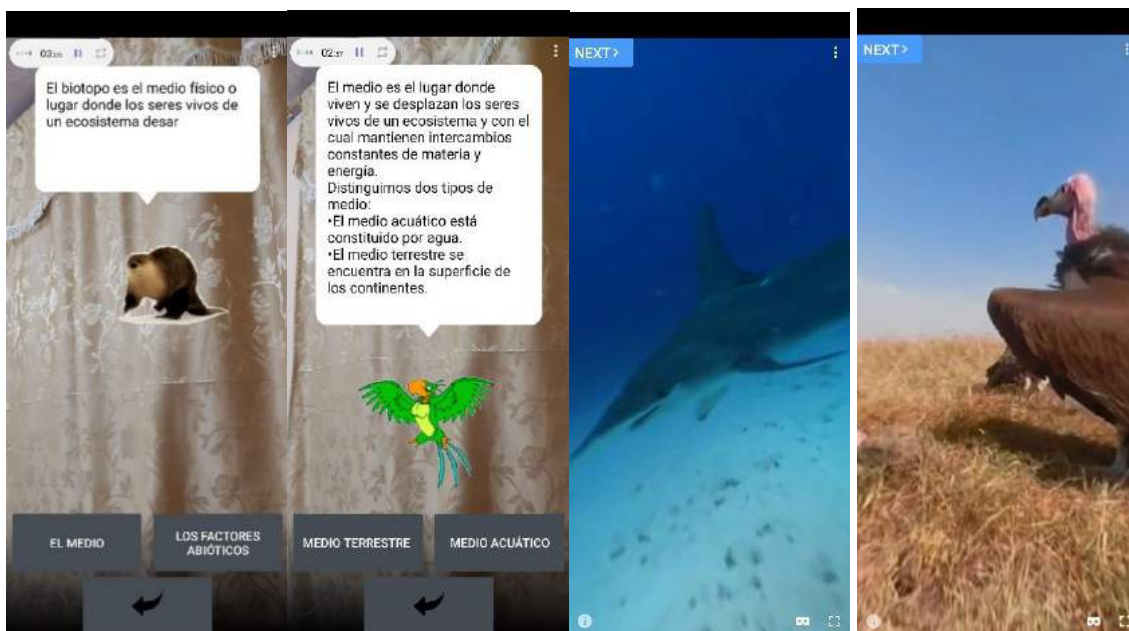 El biotopo es el medio físico o
lugar donde los seres vivos de
un ecosistema desar
EL MEDIO
LOS FACTORES
ABIÓTICOS
El medio es el lugar donde
viven y se desplazan los seres
vivos de un ecosistema y con el
cual mantienen intercambios
constantes de materia y
energía.
Distinguimos dos tipos de
medio:
•El medio acuático está
constituido por agua.
•El medio terrestre se
encuentra en la superficie de
los continentes.
MEDIO TERRESTRE
MEDIO ACUÁTICO
NEXT>
NEXT>